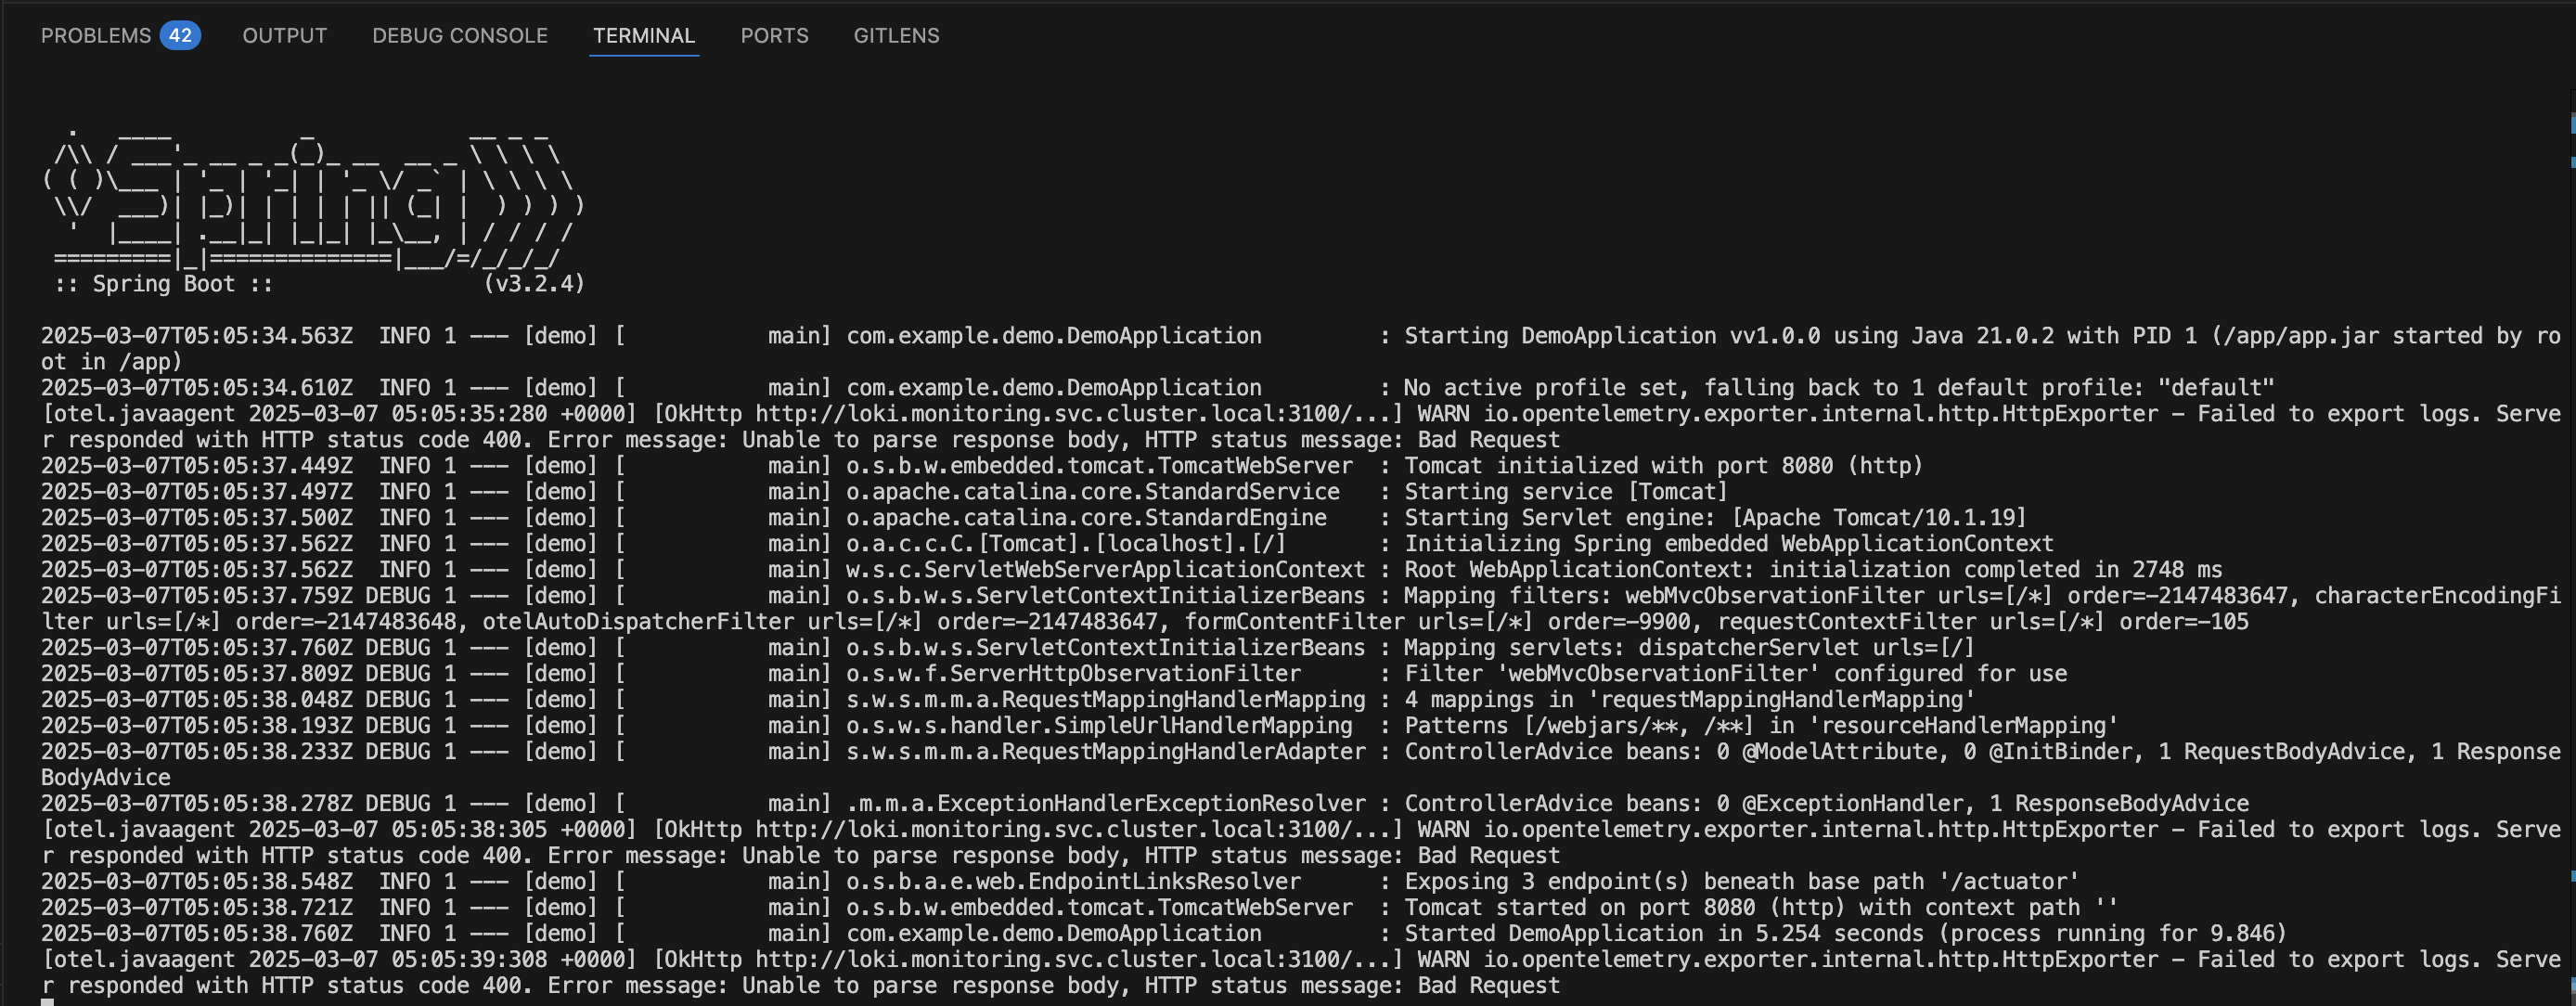 PROBLEMS 42 OUTPUT DEBUG CONSOLE TERMINAL PORTS GITLENS
  .   ____          _            __ _ _
 /\\ / ___'_ __ _ _(_)_ __  __ _ \ \ \ \
( ( )\___ | '_ | '_| | '_ \/ _` | \ \ \ \
 \\/  ___)| |_)| | | | | || (_| |  ) ) ) )
  '  |____| .__|_| |_|_| |_\__, | / / / /
 =========|_|==============|___/=/_/_/_/
 :: Spring Boot ::                (v3.2.4)
2025-03-07T05:05:34.563Z  INFO 1 --- [demo] [           main] com.example.demo.DemoApplication         : Starting DemoApplication vv1.0.0 using Java 21.0.2 with PID 1 (/app/app.jar started by ro
ot in /app)
2025-03-07T05:05:34.610Z  INFO 1 --- [demo] [           main] com.example.demo.DemoApplication         : No active profile set, falling back to 1 default profile: "default"
[otel.javaagent 2025-03-07 05:05:35:280 +0000] [OkHttp http://loki.monitoring.svc.cluster.local:3100/...] WARN io.opentelemetry.exporter.internal.http.HttpExporter - Failed to export logs. Serve
r responded with HTTP status code 400. Error message: Unable to parse response body, HTTP status message: Bad Request
2025-03-07T05:05:37.449Z  INFO 1 --- [demo] [           main] o.s.b.w.embedded.tomcat.TomcatWebServer  : Tomcat initialized with port 8080 (http)
2025-03-07T05:05:37.497Z  INFO 1 --- [demo] [           main] o.apache.catalina.core.StandardService   : Starting service [Tomcat]
2025-03-07T05:05:37.500Z  INFO 1 --- [demo] [           main] o.apache.catalina.core.StandardEngine    : Starting Servlet engine: [Apache Tomcat/10.1.19]
2025-03-07T05:05:37.562Z  INFO 1 --- [demo] [           main] o.a.c.c.C.[Tomcat].[localhost].[/]       : Initializing Spring embedded WebApplicationContext
2025-03-07T05:05:37.562Z  INFO 1 --- [demo] [           main] w.s.c.ServletWebServerApplicationContext : Root WebApplicationContext: initialization completed in 2748 ms
2025-03-07T05:05:37.759Z DEBUG 1 --- [demo] [           main] o.s.b.w.s.ServletContextInitializerBeans : Mapping filters: webMvcObservationFilter urls=[/*] order=-2147483647, characterEncodingFi
lter urls=[/*] order=-2147483648, otelAutoDispatcherFilter urls=[/*] order=-2147483647, formContentFilter urls=[/*] order=-9900, requestContextFilter urls=[/*] order=-105
2025-03-07T05:05:37.760Z DEBUG 1 --- [demo] [           main] o.s.b.w.s.ServletContextInitializerBeans : Mapping servlets: dispatcherServlet urls=[/]
2025-03-07T05:05:37.809Z DEBUG 1 --- [demo] [           main] o.s.w.f.ServerHttpObservationFilter      : Filter 'webMvcObservationFilter' configured for use
2025-03-07T05:05:38.048Z DEBUG 1 --- [demo] [           main] s.w.s.m.m.a.RequestMappingHandlerMapping : 4 mappings in 'requestMappingHandlerMapping'
2025-03-07T05:05:38.193Z DEBUG 1 --- [demo] [           main] o.s.w.s.handler.SimpleUrlHandlerMapping  : Patterns [/webjars/**, /**] in 'resourceHandlerMapping'
2025-03-07T05:05:38.233Z DEBUG 1 --- [demo] [           main] s.w.s.m.m.a.RequestMappingHandlerAdapter : ControllerAdvice beans: 0 @ModelAttribute, 0 @InitBinder, 1 RequestBodyAdvice, 1 Response
BodyAdvice
2025-03-07T05:05:38.278Z DEBUG 1 --- [demo] [           main] .m.m.a.ExceptionHandlerExceptionResolver : ControllerAdvice beans: 0 @ExceptionHandler, 1 ResponseBodyAdvice
[otel.javaagent 2025-03-07 05:05:38:305 +0000] [OkHttp http://loki.monitoring.svc.cluster.local:3100/...] WARN io.opentelemetry.exporter.internal.http.HttpExporter - Failed to export logs. Serve
r responded with HTTP status code 400. Error message: Unable to parse response body, HTTP status message: Bad Request
2025-03-07T05:05:38.548Z  INFO 1 --- [demo] [           main] o.s.b.a.e.web.EndpointLinksResolver      : Exposing 3 endpoint(s) beneath base path '/actuator'
2025-03-07T05:05:38.721Z  INFO 1 --- [demo] [           main] o.s.b.w.embedded.tomcat.TomcatWebServer  : Tomcat started on port 8080 (http) with context path ''
2025-03-07T05:05:38.760Z  INFO 1 --- [demo] [           main] com.example.demo.DemoApplication         : Started DemoApplication in 5.254 seconds (process running for 9.846)
[otel.javaagent 2025-03-07 05:05:39:308 +0000] [OkHttp http://loki.monitoring.svc.cluster.local:3100/...] WARN io.opentelemetry.exporter.internal.http.HttpExporter - Failed to export logs. Serve
r responded with HTTP status code 400. Error message: Unable to parse response body, HTTP status message: Bad Request